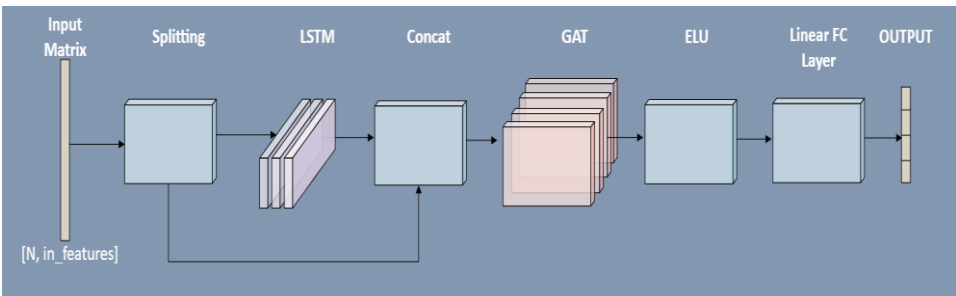 Input
Matrix
Splitting
LSTM
Concat
GAT
ELU
Linear FC
Layer
OUTPUT
[N, in_features]